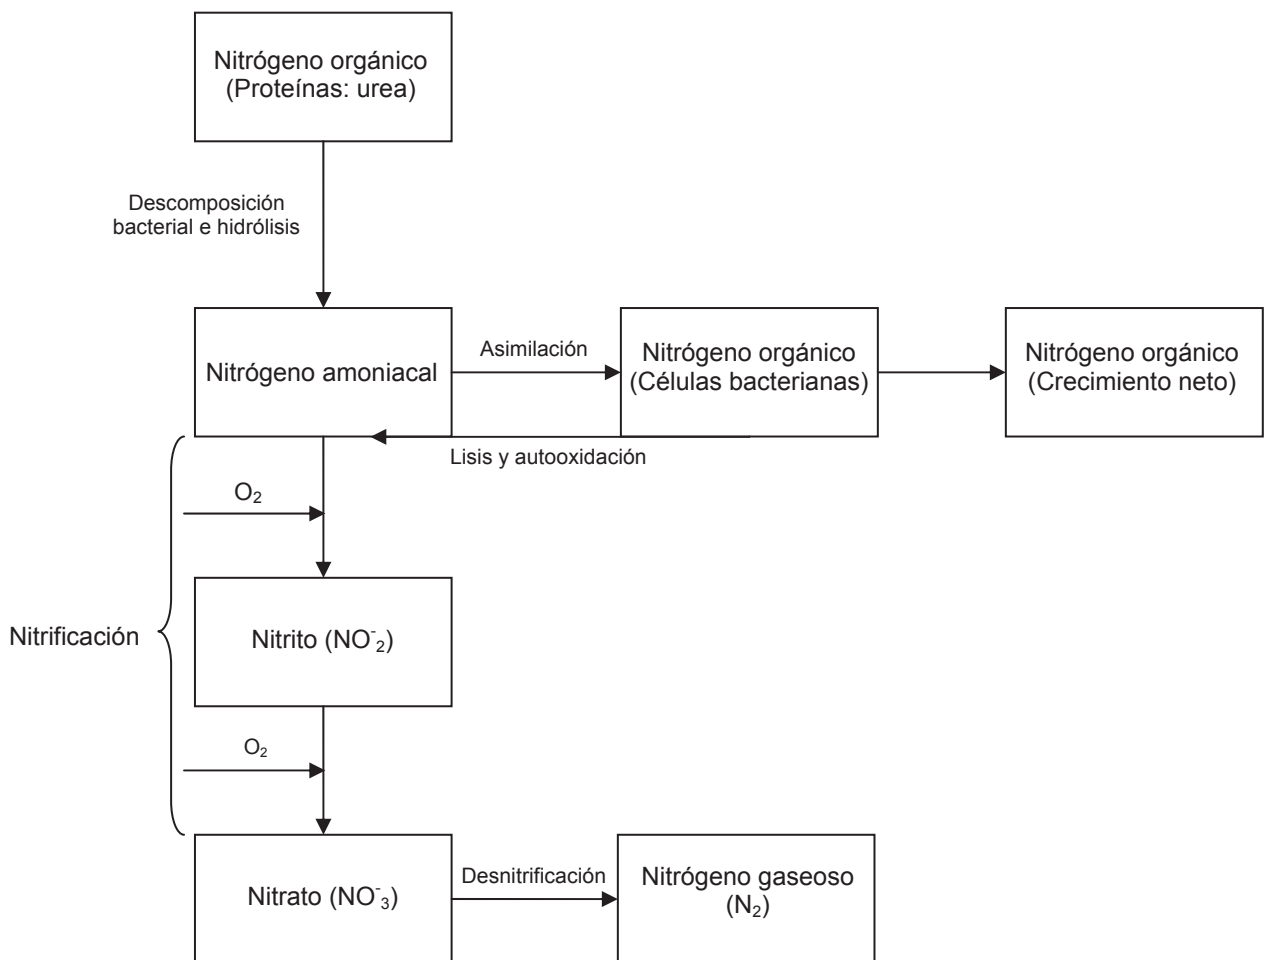 Nitrógeno orgánico
(Proteínas: urea)
Descomposición
bacterial e hidrólisis
Nitrógeno amoniacal
Asimilación
Nitrógeno orgánico
(Células bacterianas)
Nitrógeno orgánico
(Crecimiento neto)
Lisis y autooxidación
O₂
Nitrificación
Nitrito (NO⁻₂)
O₂
Nitrato (NO⁻₃)
Desnitrificación
Nitrógeno gaseoso
(N₂)